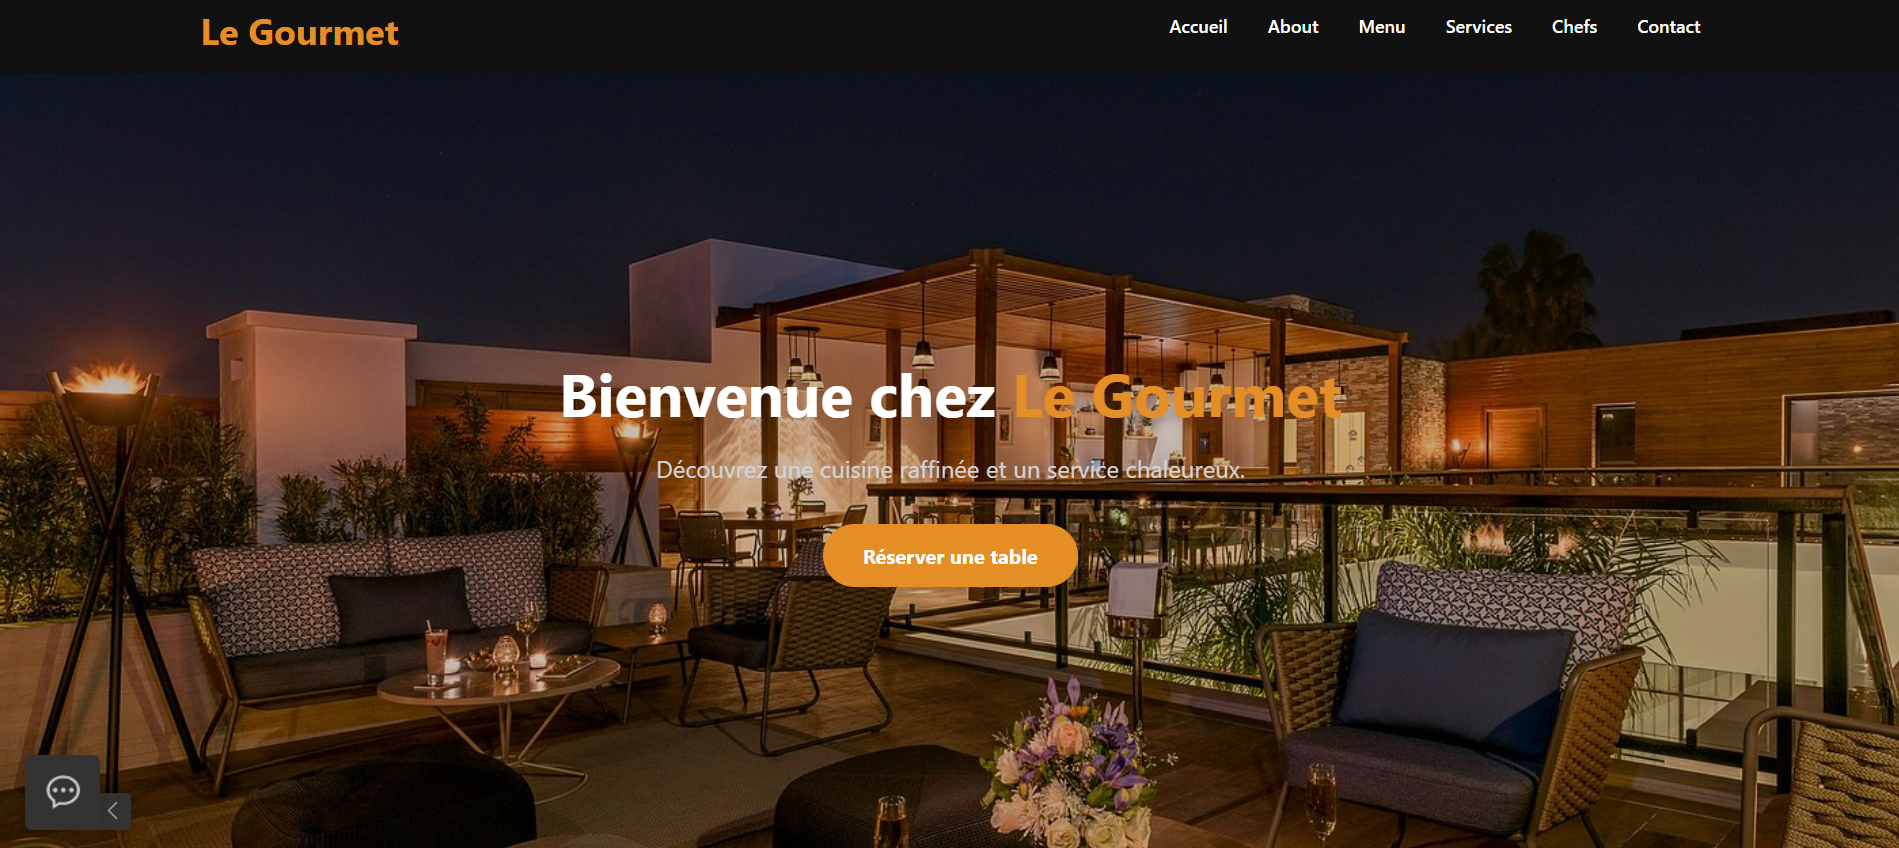 Le Gourmet
Accueil About Menu Services Chefs Contact
Bienvenue chez Le Gourmet
Découvrez une cuisine raffinée et un service chaleureux.
Réserver une table